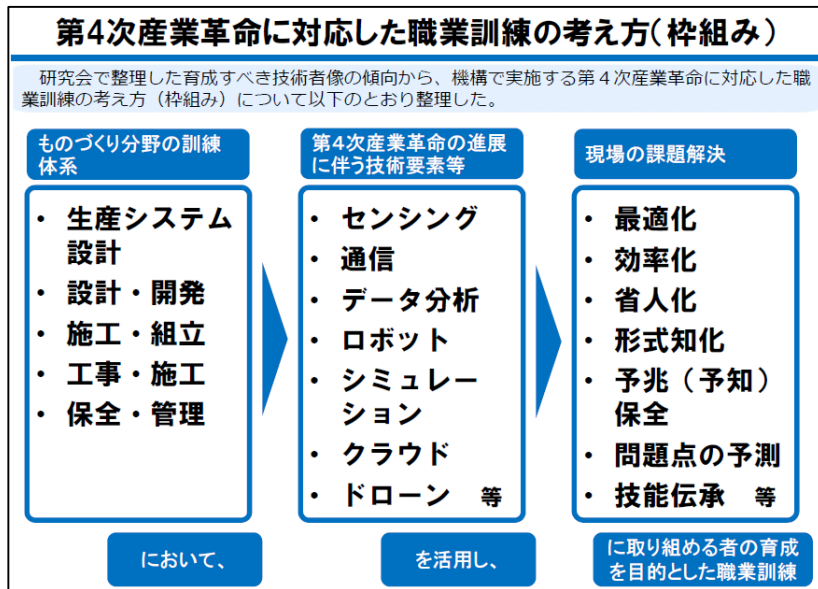 第4次産業革命に対応した職業訓練の考え方(枠組み)
研究会で整理した育成すべき技術者像の傾向から、機構で実施する第４次産業革命に対応した職
業訓練の考え方（枠組み）について以下のとおり整理した。
ものづくり分野の訓練
体系
・ 生産システム
設計
・ 設計・開発
・ 施工・組立
・ 工事・施工
・ 保全・管理
において、
第４次産業革命の進展
に伴う技術要素等
・ センシング
・ 通信
・ データ分析
・ ロボット
・ シミュレー
ション
・ クラウド
・ ドローン 等
を活用し、
現場の課題解決
・ 最適化
・ 効率化
・ 省人化
・ 形式知化
・ 予兆（予知）
保全
・ 問題点の予測
・ 技能伝承 等
に取り組める者の育成
を目的とした職業訓練